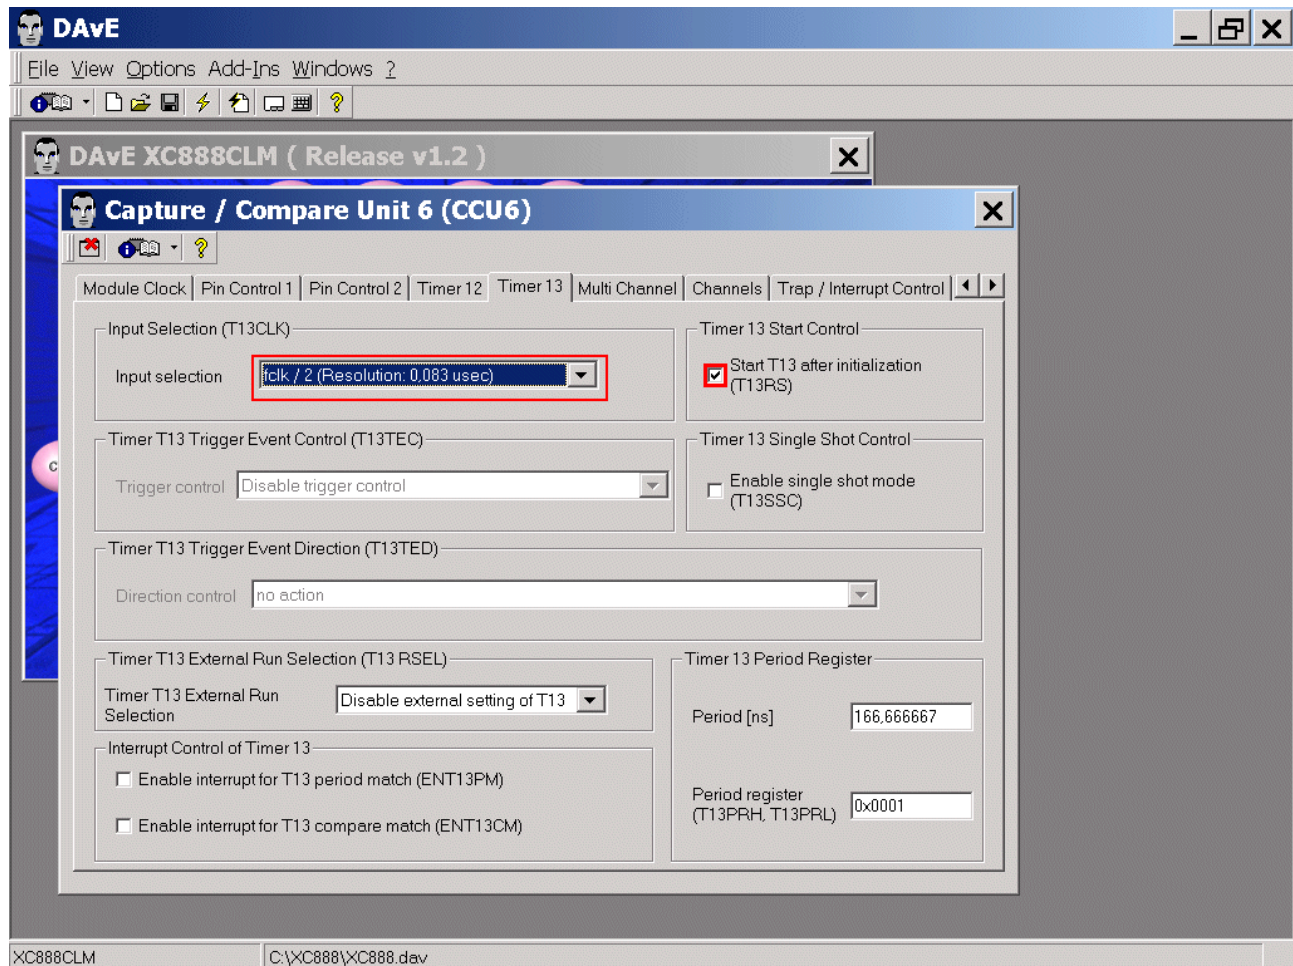 DAvE
File View Options Add-Ins Windows ?
DAvE XC888CLM ( Release v1.2 )
Capture / Compare Unit 6 (CCU6)
Module Clock Pin Control 1 Pin Control 2 Timer 12 Timer 13 Multi Channel Channels Trap / Interrupt Control
Input Selection (T13CLK)
Input selection
fclk / 2 (Resolution: 0,083 usec)
Timer 13 Start Control
Start T13 after initialization
(T13RS)
Timer T13 Trigger Event Control (T13TEC)
Trigger control Disable trigger control
Timer 13 Single Shot Control
Enable single shot mode
(T13SSC)
Timer T13 Trigger Event Direction (T13TED)
Direction control no action
Timer T13 External Run Selection (T13 RSEL)
Timer T13 External Run
Selection
Disable external setting of T13
Timer 13 Period Register
Period [ns] 166,666667
Period register
(T13PRH, T13PRL)
0x0001
Interrupt Control of Timer 13
Enable interrupt for T13 period match (ENT13PM)
Enable interrupt for T13 compare match (ENT13CM)
C
XC888CLM C:\XC888\XC888.dav